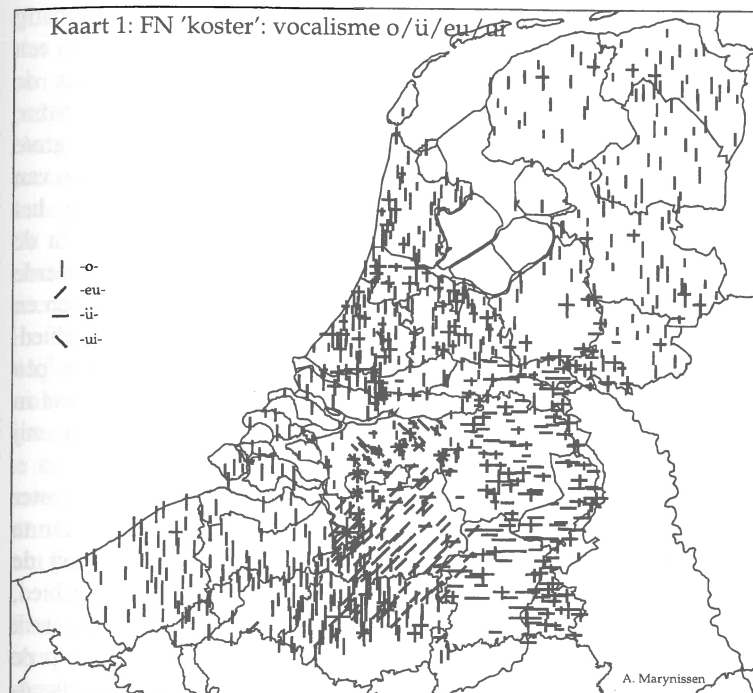 Kaart 1: FN 'koster': vocalisme o/ü/eu/ui
-o-
-eu-
-ü-
-ui-
A. Marynissen